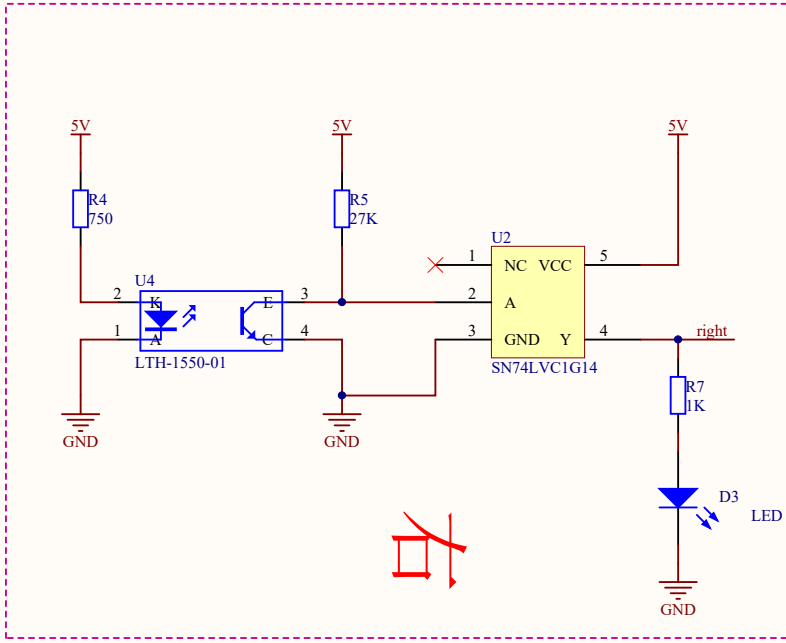 5V
5V
5V
R4
750
R5
27K
U2
1
NC
VCC
5
U4
2
K
E
3
2
A
1
A
C
4
3
GND
Y
4
right
LTH-1550-01
SN74LVC1G14
R7
1K
GND
GND
D3
LED
右
GND